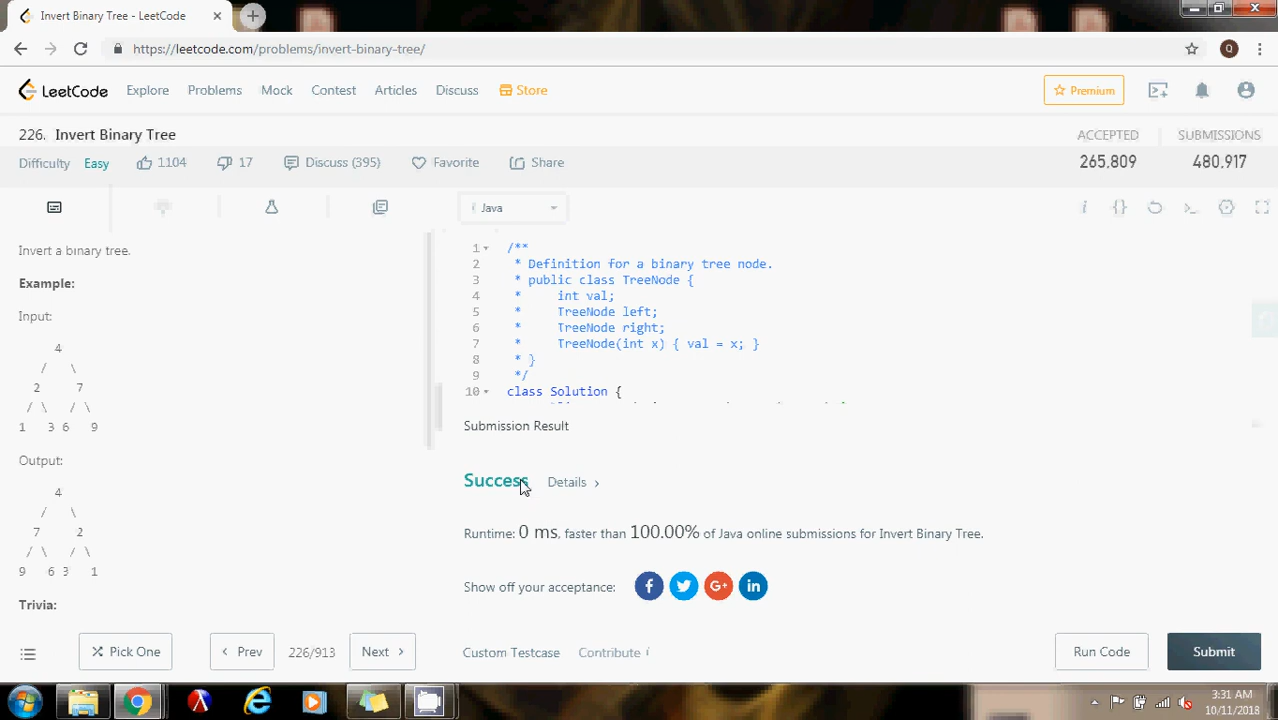 Invert Binary Tree - LeetCode
https://leetcode.com/problems/invert-binary-tree/
Q
LeetCode Explore Problems Mock Contest Articles Discuss Store Premium
226. Invert Binary Tree
ACCEPTED SUBMISSIONS
Difficulty Easy 1104 17 Discuss (395) Favorite Share
265,809 480,917
Java
Invert a binary tree.
Example:
Input:
4
/ \
2 7
/ \ / \
1 3 6 9
Output:
4
/ \
7 2
/ \ / \
9 6 3 1
Trivia:
1 /**
2 * Definition for a binary tree node.
3 * public class TreeNode {
4 * int val;
5 * TreeNode left;
6 * TreeNode right;
7 * TreeNode(int x) { val = x; }
8 * }
9 */
10 class Solution {
Submission Result
Success Details >
Runtime: 0 ms, faster than 100.00% of Java online submissions for Invert Binary Tree.
Show off your acceptance: f G+ in
Pick One < Prev 226/913 Next > Custom Testcase Contribute i Run Code Submit
3:31 AM
10/11/2018